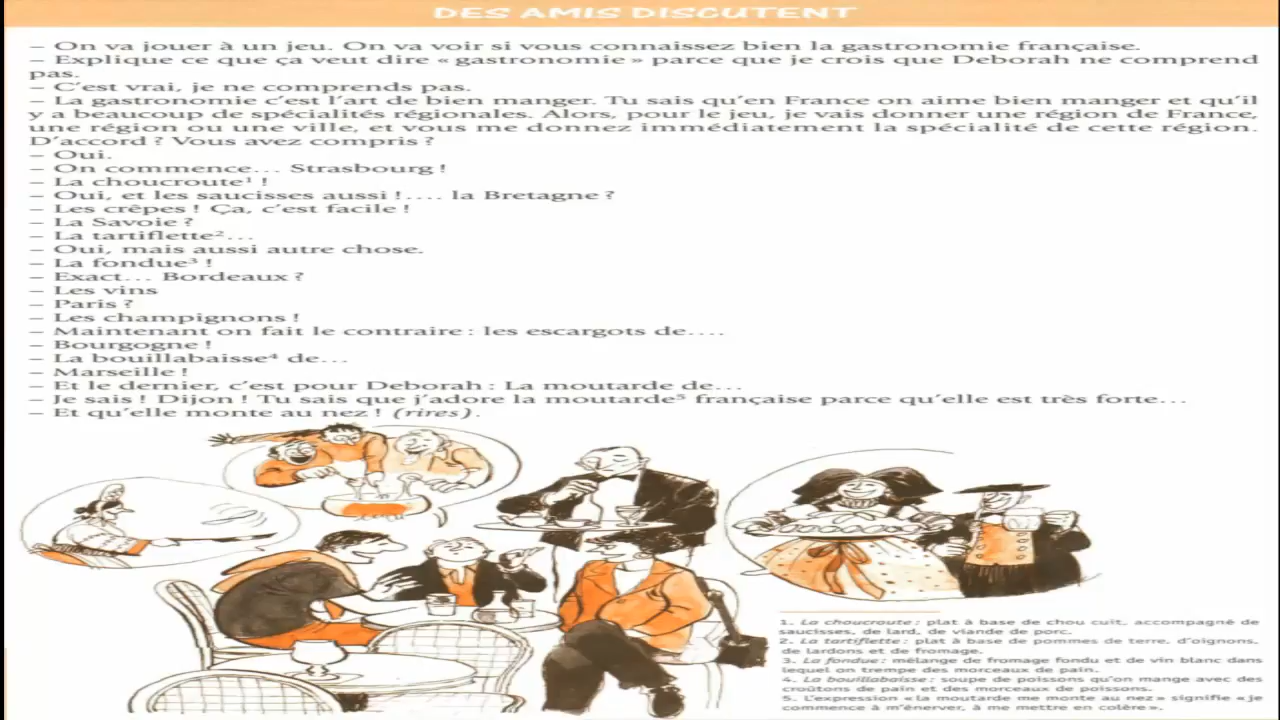 DES AMIS DISCUTENT
– On va jouer à un jeu. On va voir si vous connaissez bien la gastronomie française.
– Explique ce que ça veut dire « gastronomie » parce que je crois que Deborah ne comprend
pas.
– C'est vrai, je ne comprends pas.
– La gastronomie c'est l'art de bien manger. Tu sais qu'en France on aime bien manger et qu'il
y a beaucoup de spécialités régionales. Alors, pour le jeu, je vais donner une région de France,
une région ou une ville, et vous me donnez immédiatement la spécialité de cette région.
D'accord ? Vous avez compris ?
– Oui.
– On commence... Strasbourg !
– La choucroute¹ !
– Oui, et les saucisses aussi !.... la Bretagne ?
– Les crêpes ! Ça, c'est facile !
– La Savoie ?
– La tartiflette²...
– Oui, mais aussi autre chose.
– La fondue³ !
– Exact... Bordeaux ?
– Les vins
– Paris ?
– Les champignons !
– Maintenant on fait le contraire : les escargots de....
– Bourgogne !
– La bouillabaisse⁴ de...
– Marseille !
– Et le dernier, c'est pour Deborah : La moutarde de...
– Je sais ! Dijon ! Tu sais que j'adore la moutarde⁵ française parce qu'elle est très forte...
– Et qu'elle monte au nez ! (rires).
1. La choucroute : plat à base de chou cuit, accompagné de
saucisses, de lard, de viande de porc.
2. La tartiflette : plat à base de pommes de terre, d'oignons,
de lardons et de fromage.
3. La fondue : mélange de fromage fondu et de vin blanc dans
lequel on trempe des morceaux de pain.
4. La bouillabaisse : soupe de poissons qu'on mange avec des
croûtons de pain et des morceaux de poissons.
5. L'expression « la moutarde me monte au nez » signifie « je
commence à m'énerver, à me mettre en colère ».